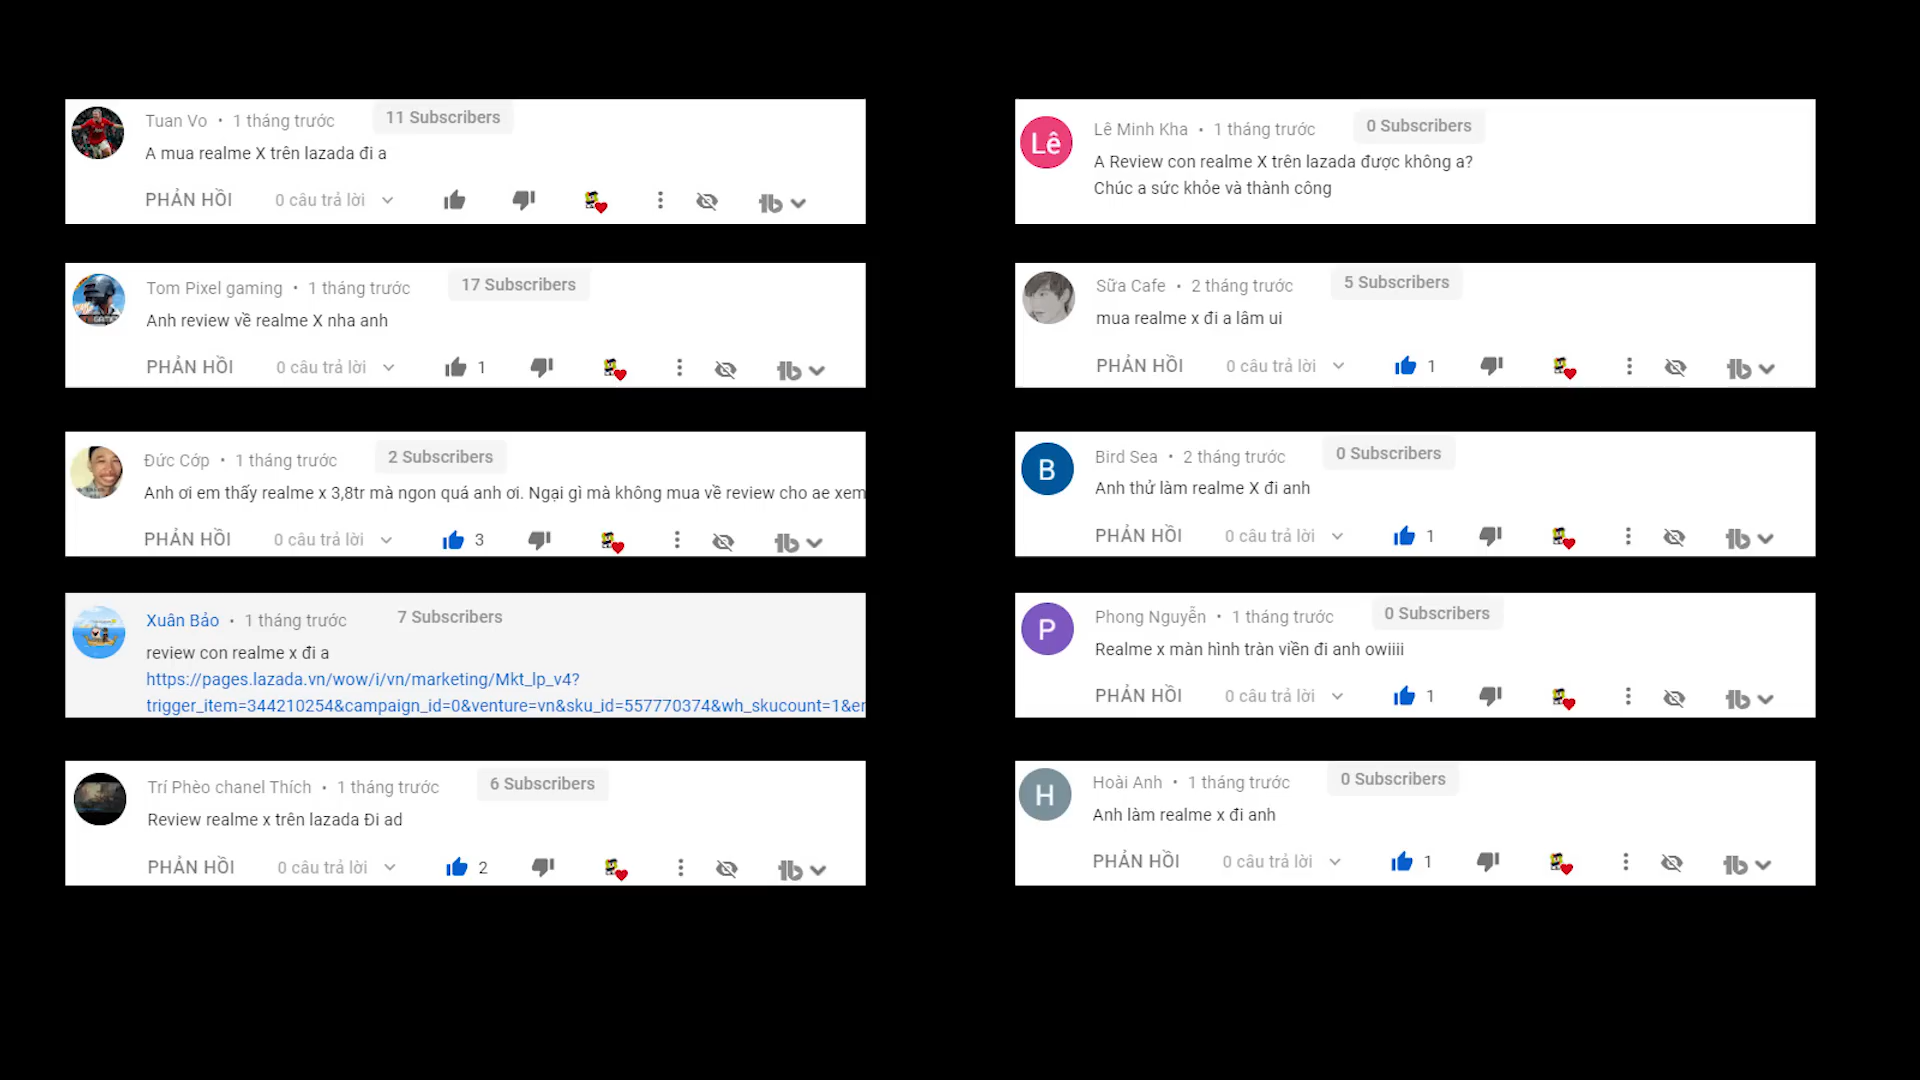 Tuan Vo • 1 tháng trước 11 Subscribers
A mua realme X trên lazada đi a
PHẢN HỒI 0 câu trả lời
Tom Pixel gaming • 1 tháng trước 17 Subscribers
Anh review về realme X nha anh
PHẢN HỒI 0 câu trả lời 1
Đức Cớp • 1 tháng trước 2 Subscribers
Anh ơi em thấy realme x 3,8tr mà ngon quá anh ơi. Ngại gì mà không mua về review cho ae xem
PHẢN HỒI 0 câu trả lời 3
Xuân Bảo • 1 tháng trước 7 Subscribers
review con realme x đi a
https://pages.lazada.vn/wow/i/vn/marketing/Mkt_lp_v4?
trigger_item=344210254&campaign_id=0&venture=vn&sku_id=557770374&wh_skucount=1&er
Trí Phèo chanel Thích • 1 tháng trước 6 Subscribers
Review realme x trên lazada Đi ad
PHẢN HỒI 0 câu trả lời 2
Lê
Lê Minh Kha • 1 tháng trước 0 Subscribers
A Review con realme X trên lazada được không a?
Chúc a sức khỏe và thành công
Sữa Cafe • 2 tháng trước 5 Subscribers
mua realme x đi a lâm ui
PHẢN HỒI 0 câu trả lời 1
B
Bird Sea • 2 tháng trước 0 Subscribers
Anh thử làm realme X đi anh
PHẢN HỒI 0 câu trả lời 1
P
Phong Nguyễn • 1 tháng trước 0 Subscribers
Realme x màn hình tràn viền đi anh owiiii
PHẢN HỒI 0 câu trả lời 1
H
Hoài Anh • 1 tháng trước 0 Subscribers
Anh làm realme x đi anh
PHẢN HỒI 0 câu trả lời 1